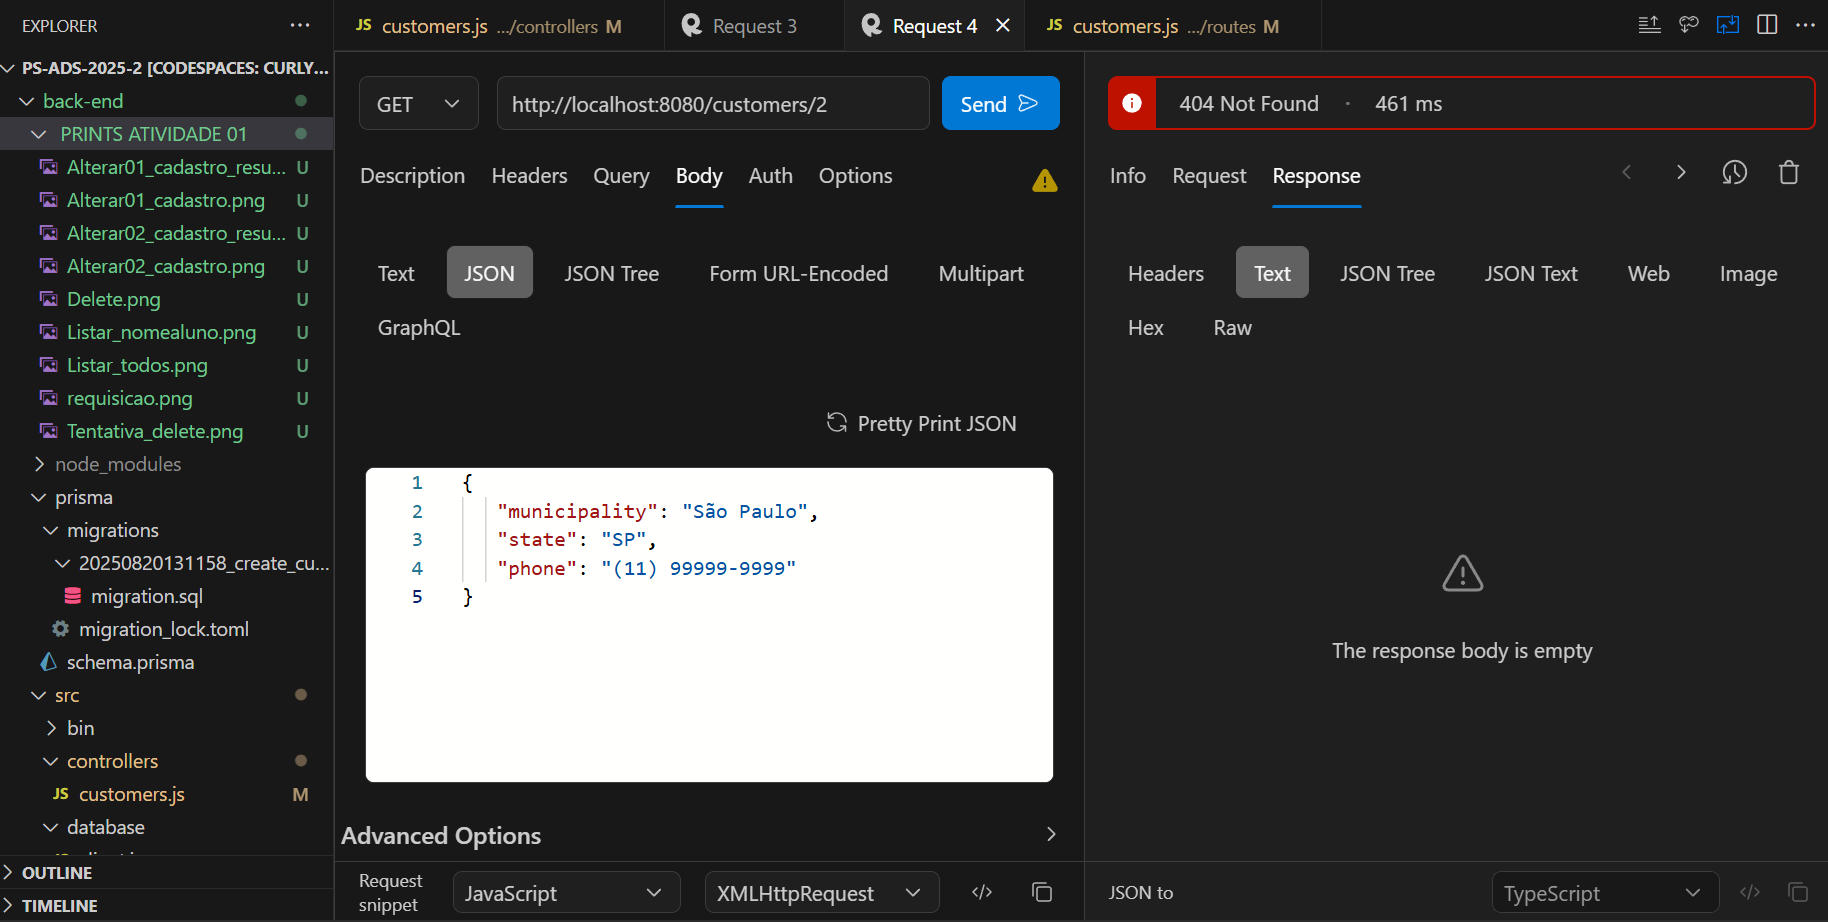 EXPLORER
PS-ADS-2025-2 [CODESPACES: CURLY...
back-end
PRINTS ATIVIDADE 01
Alterar01_cadastro_resu... U
Alterar01_cadastro.png U
Alterar02_cadastro_resu... U
Alterar02_cadastro.png U
Delete.png U
Listar_nomealuno.png U
Listar_todos.png U
requisicao.png U
Tentativa_delete.png U
node_modules
prisma
migrations
20250820131158_create_cu...
migration.sql
migration_lock.toml
schema.prisma
src
bin
controllers
JS customers.js M
database
OUTLINE
TIMELINE
JS customers.js .../controllers M
Request 3
Request 4
JS customers.js .../routes M
GET
http://localhost:8080/customers/2
Send
Description Headers Query Body Auth Options
Text JSON JSON Tree Form URL-Encoded Multipart
GraphQL
Pretty Print JSON
1 {
2 "municipality": "São Paulo",
3 "state": "SP",
4 "phone": "(11) 99999-9999"
5 }
Advanced Options
Request
snippet
JavaScript
XMLHttpRequest
404 Not Found · 461 ms
Info Request Response
Headers Text JSON Tree JSON Text Web Image
Hex Raw
The response body is empty
JSON to
TypeScript